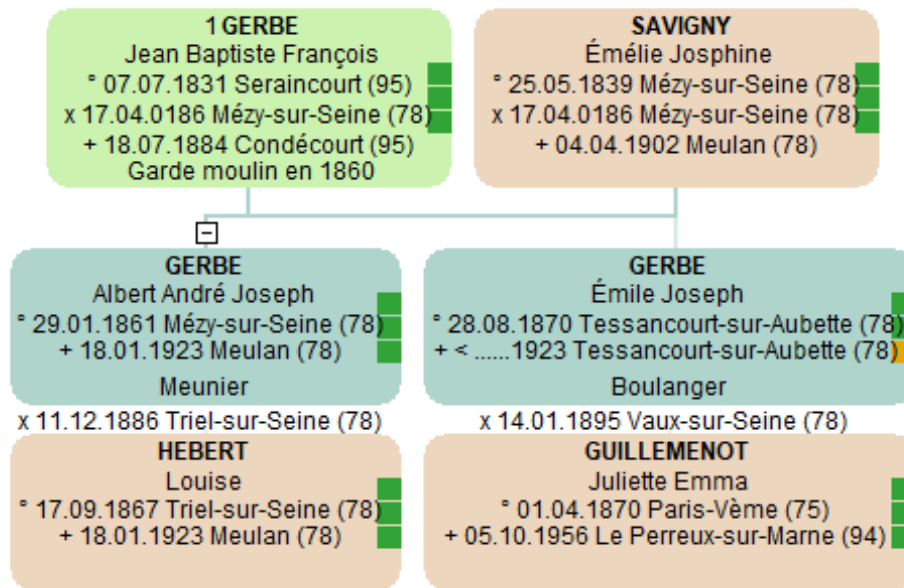 1 GERBE
Jean Baptiste François
° 07.07.1831 Seraincourt (95)
x 17.04.0186 Mézy-sur-Seine (78)
+ 18.07.1884 Condécourt (95)
Garde moulin en 1860
SAVIGNY
Émélie Josphine
° 25.05.1839 Mézy-sur-Seine (78)
x 17.04.0186 Mézy-sur-Seine (78)
+ 04.04.1902 Meulan (78)
GERBE
Albert André Joseph
° 29.01.1861 Mézy-sur-Seine (78)
+ 18.01.1923 Meulan (78)
Meunier
x 11.12.1886 Triel-sur-Seine (78)
HEBERT
Louise
° 17.09.1867 Triel-sur-Seine (78)
+ 18.01.1923 Meulan (78)
GERBE
Émile Joseph
° 28.08.1870 Tessancourt-sur-Aubette (78)
+ < ......1923 Tessancourt-sur-Aubette (78)
Boulanger
x 14.01.1895 Vaux-sur-Seine (78)
GUILLEMENOT
Juliette Emma
° 01.04.1870 Paris-Vème (75)
+ 05.10.1956 Le Perreux-sur-Marne (94)